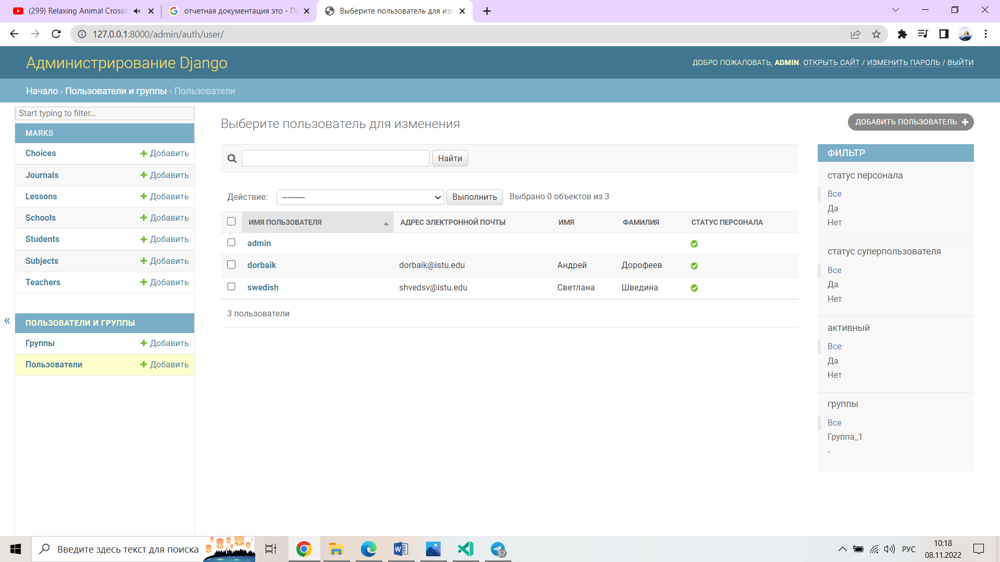 (299) Relaxing Animal Crossin
отчетная документация это - По
Выберите пользователь для изм
127.0.0.1:8000/admin/auth/user/
Администрирование Django
ДОБРО ПОЖАЛОВАТЬ, ADMIN. ОТКРЫТЬ САЙТ / ИЗМЕНИТЬ ПАРОЛЬ / ВЫЙТИ
Начало › Пользователи и группы › Пользователи
Start typing to filter...
MARKS
Choices + Добавить
Journals + Добавить
Lessons + Добавить
Schools + Добавить
Students + Добавить
Subjects + Добавить
Teachers + Добавить
«
ПОЛЬЗОВАТЕЛИ И ГРУППЫ
Группы + Добавить
Пользователи + Добавить
Выберите пользователь для изменения
ДОБАВИТЬ ПОЛЬЗОВАТЕЛЬ +
Найти
Действие: --------- Выполнить Выбрано 0 объектов из 3
ИМЯ ПОЛЬЗОВАТЕЛЯ АДРЕС ЭЛЕКТРОННОЙ ПОЧТЫ ИМЯ ФАМИЛИЯ СТАТУС ПЕРСОНАЛА
admin
dorbaik dorbaik@istu.edu Андрей Дорофеев
swedish shvedsv@istu.edu Светлана Шведина
3 пользователи
ФИЛЬТР
статус персонала
Все
Да
Нет
статус суперпользователя
Все
Да
Нет
активный
Все
Да
Нет
группы
Все
Группа_1
-
Введите здесь текст для поиска
57
РУС
10:18
08.11.2022